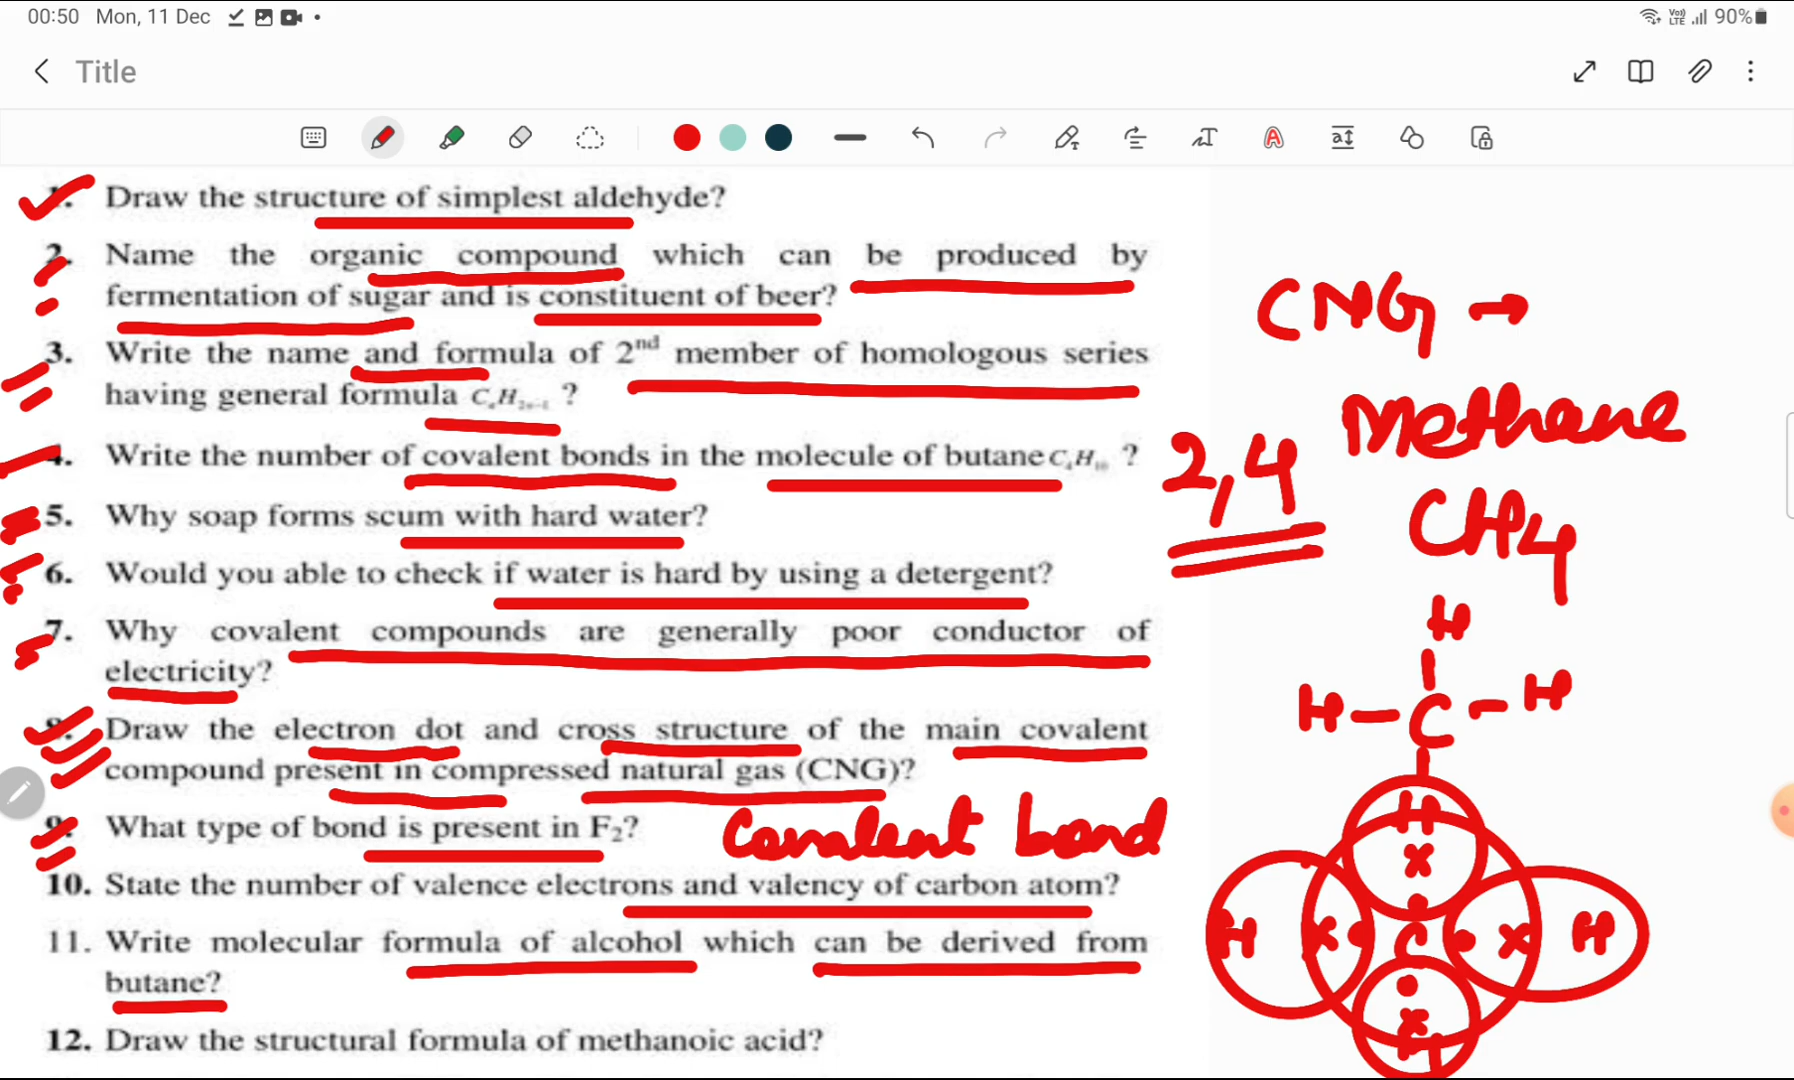 00:50 Mon, 11 Dec
90%
Title
1. Draw the structure of simplest aldehyde?
2. Name the organic compound which can be produced by
fermentation of sugar and is constituent of beer?
3. Write the name and formula of 2nd member of homologous series
having general formula ?
4. Write the number of covalent bonds in the molecule of butane C₄H₁₀ ?
5. Why soap forms scum with hard water?
6. Would you able to check if water is hard by using a detergent?
7. Why covalent compounds are generally poor conductor of
electricity?
8. Draw the electron dot and cross structure of the main covalent
compound present in compressed natural gas (CNG)?
9. What type of bond is present in F₂?
Covalent bond
10. State the number of valence electrons and valency of carbon atom?
11. Write molecular formula of alcohol which can be derived from
butane?
12. Draw the structural formula of methanoic acid?
CNG →
Methane
2,4
CH4
H
H-C-H
H
x
H x C x H
x
H